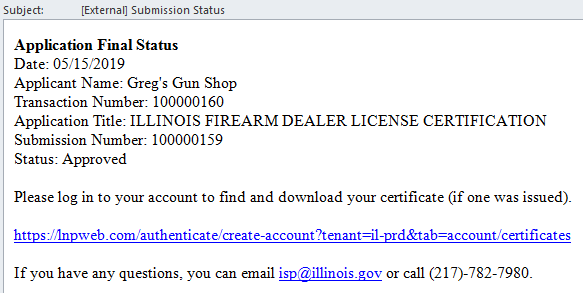 Subject: [External] Submission Status
Application Final Status
Date: 05/15/2019
Applicant Name: Greg's Gun Shop
Transaction Number: 100000160
Application Title: ILLINOIS FIREARM DEALER LICENSE CERTIFICATION
Submission Number: 100000159
Status: Approved
Please log in to your account to find and download your certificate (if one was issued).
https://lnpweb.com/authenticate/create-account?tenant=il-prd&tab=account/certificates
If you have any questions, you can email isp@illinois.gov or call (217)-782-7980.